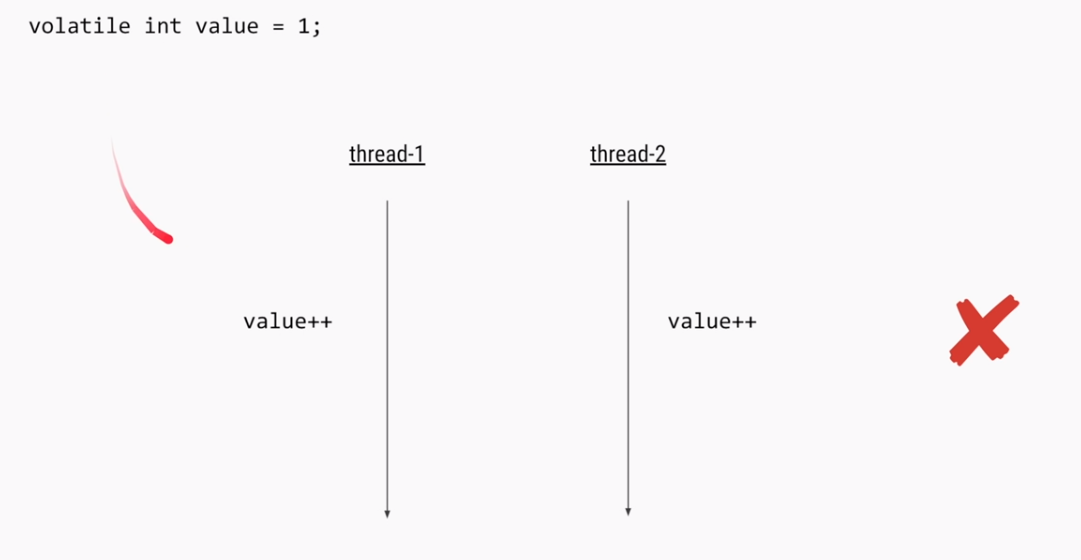 volatile int value = 1;
thread-1 thread-2
value++ value++